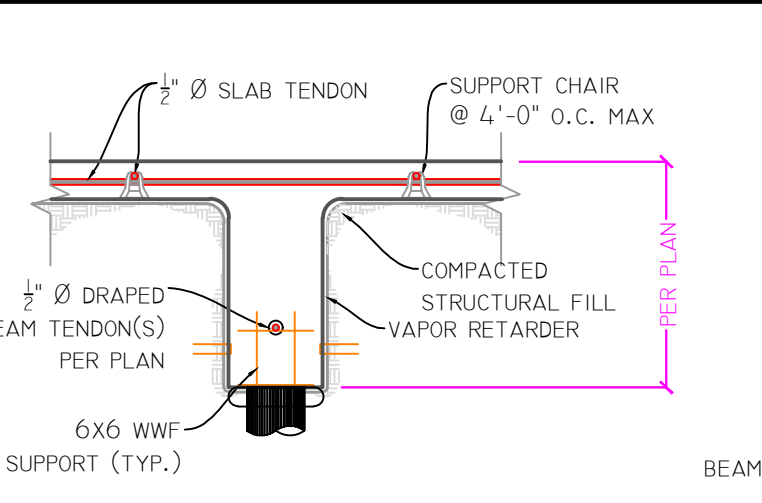 1/2" Ø SLAB TENDON
SUPPORT CHAIR
@ 4'-0" O.C. MAX
COMPACTED
STRUCTURAL FILL
VAPOR RETARDER
PER PLAN
1/2" Ø DRAPED
EAM TENDON(S)
PER PLAN
6X6 WWF
SUPPORT (TYP.)
BEAM